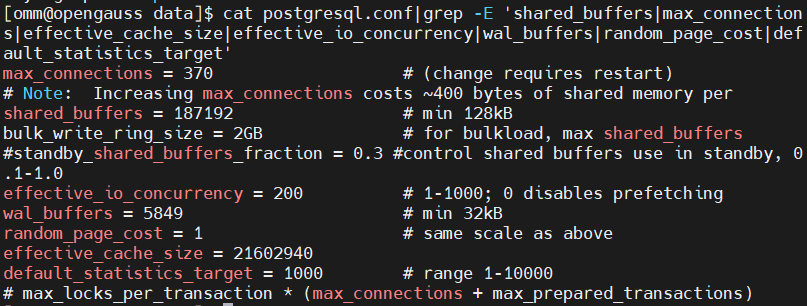 [omm@opengauss data]$ cat postgresql.conf|grep -E 'shared_buffers|max_connection
s|effective_cache_size|effective_io_concurrency|wal_buffers|random_page_cost|def
ault_statistics_target'
max_connections = 370                   # (change requires restart)
# Note:  Increasing max_connections costs ~400 bytes of shared memory per
shared_buffers = 187192                 # min 128kB
bulk_write_ring_size = 2GB              # for bulkload, max shared_buffers
#standby_shared_buffers_fraction = 0.3 #control shared buffers use in standby, 0
.1-1.0
effective_io_concurrency = 200          # 1-1000; 0 disables prefetching
wal_buffers = 5849                      # min 32kB
random_page_cost = 1                    # same scale as above
effective_cache_size = 21602940
default_statistics_target = 1000        # range 1-10000
# max_locks_per_transaction * (max_connections + max_prepared_transactions)